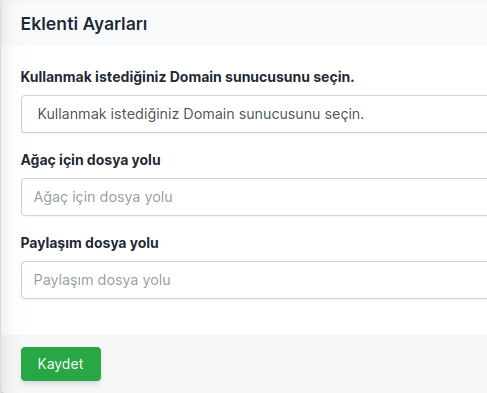 Eklenti Ayarları
Kullanmak istediğiniz Domain sunucusunu seçin.
Kullanmak istediğiniz Domain sunucusunu seçin.
Ağaç için dosya yolu
Ağaç için dosya yolu
Paylaşım dosya yolu
Paylaşım dosya yolu
Kaydet